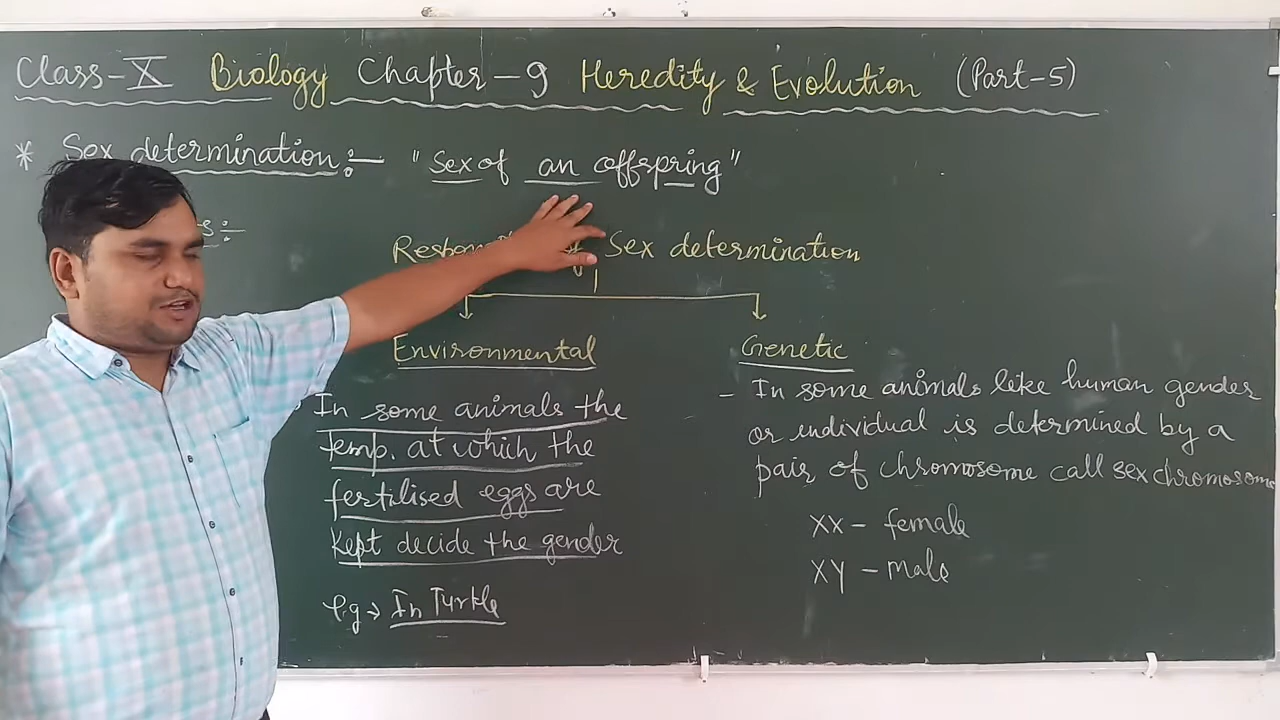 Class-X Biology Chapter-9 Heredity & Evolution (Part-5)
* Sex determination:- "Sex of an offspring"
of Sex determination
Environmental
In some animals the
temp. at which the
fertilised eggs are
kept decide the gender
e.g → In Turtle
Genetic
- In some animals like human gender
or individual is determined by a
pair of chromosome call sex chromosome
XX - female
XY - male